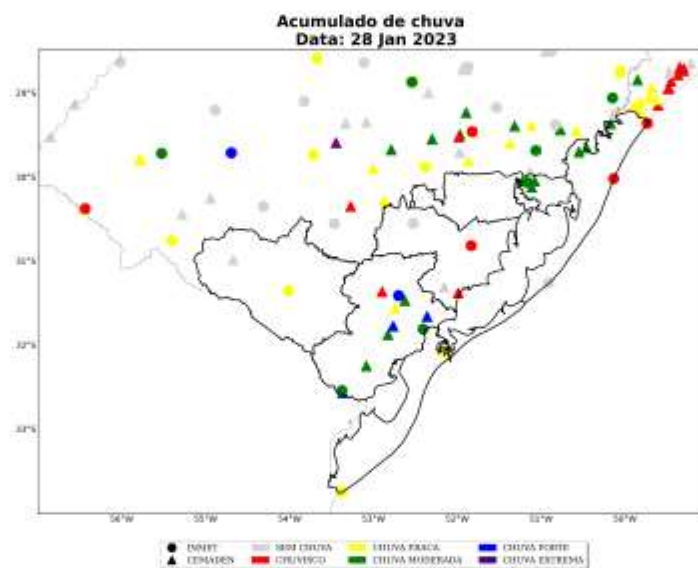 Acumulado de chuva
Data: 28 Jan 2023
29°S
30°S
31°S
32°S
33°S
56°W 55°W 54°W 53°W 52°W 51°W 50°W
INMET SEM CHUVA CHUVA FRACA CHUVA FORTE
CEMADEN CHUVISCO CHUVA MODERADA CHUVA EXTREMA